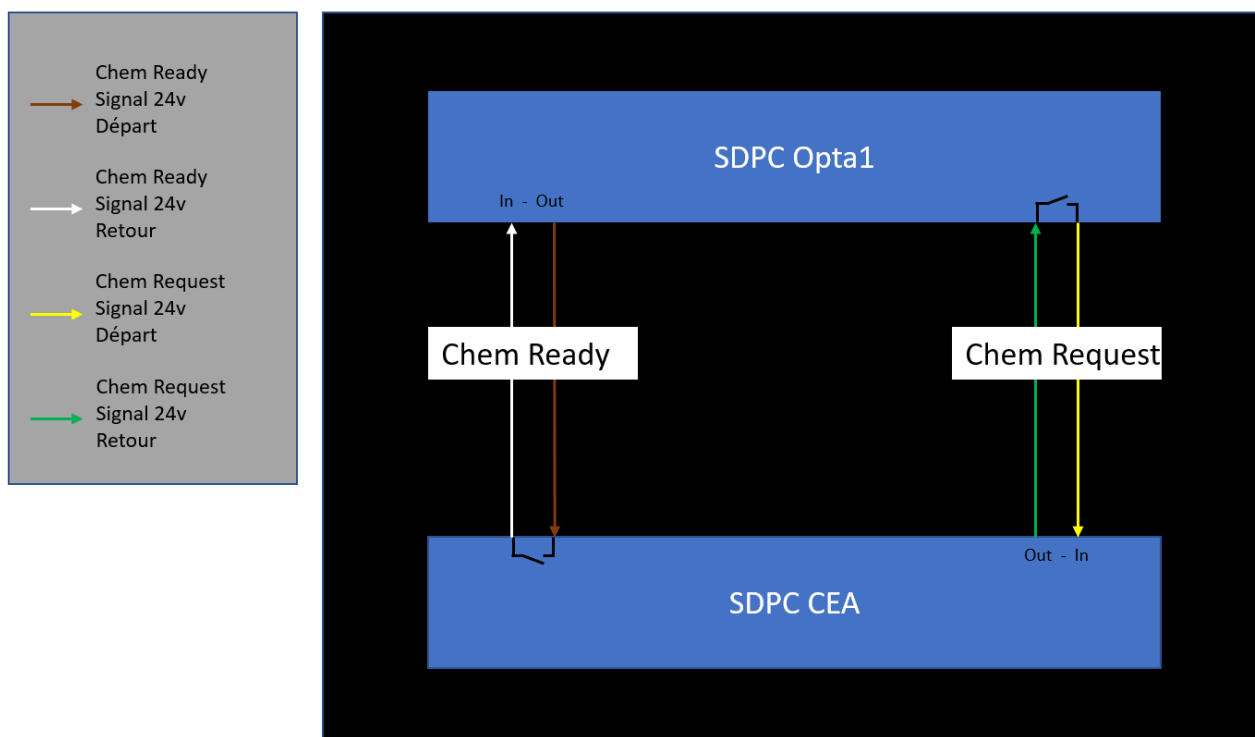 Chem Ready
Signal 24v
Départ
Chem Ready
Signal 24v
Retour
Chem Request
Signal 24v
Départ
Chem Request
Signal 24v
Retour
SDPC Opta1
In - Out
Chem Ready
Chem Request
Out - In
SDPC CEA